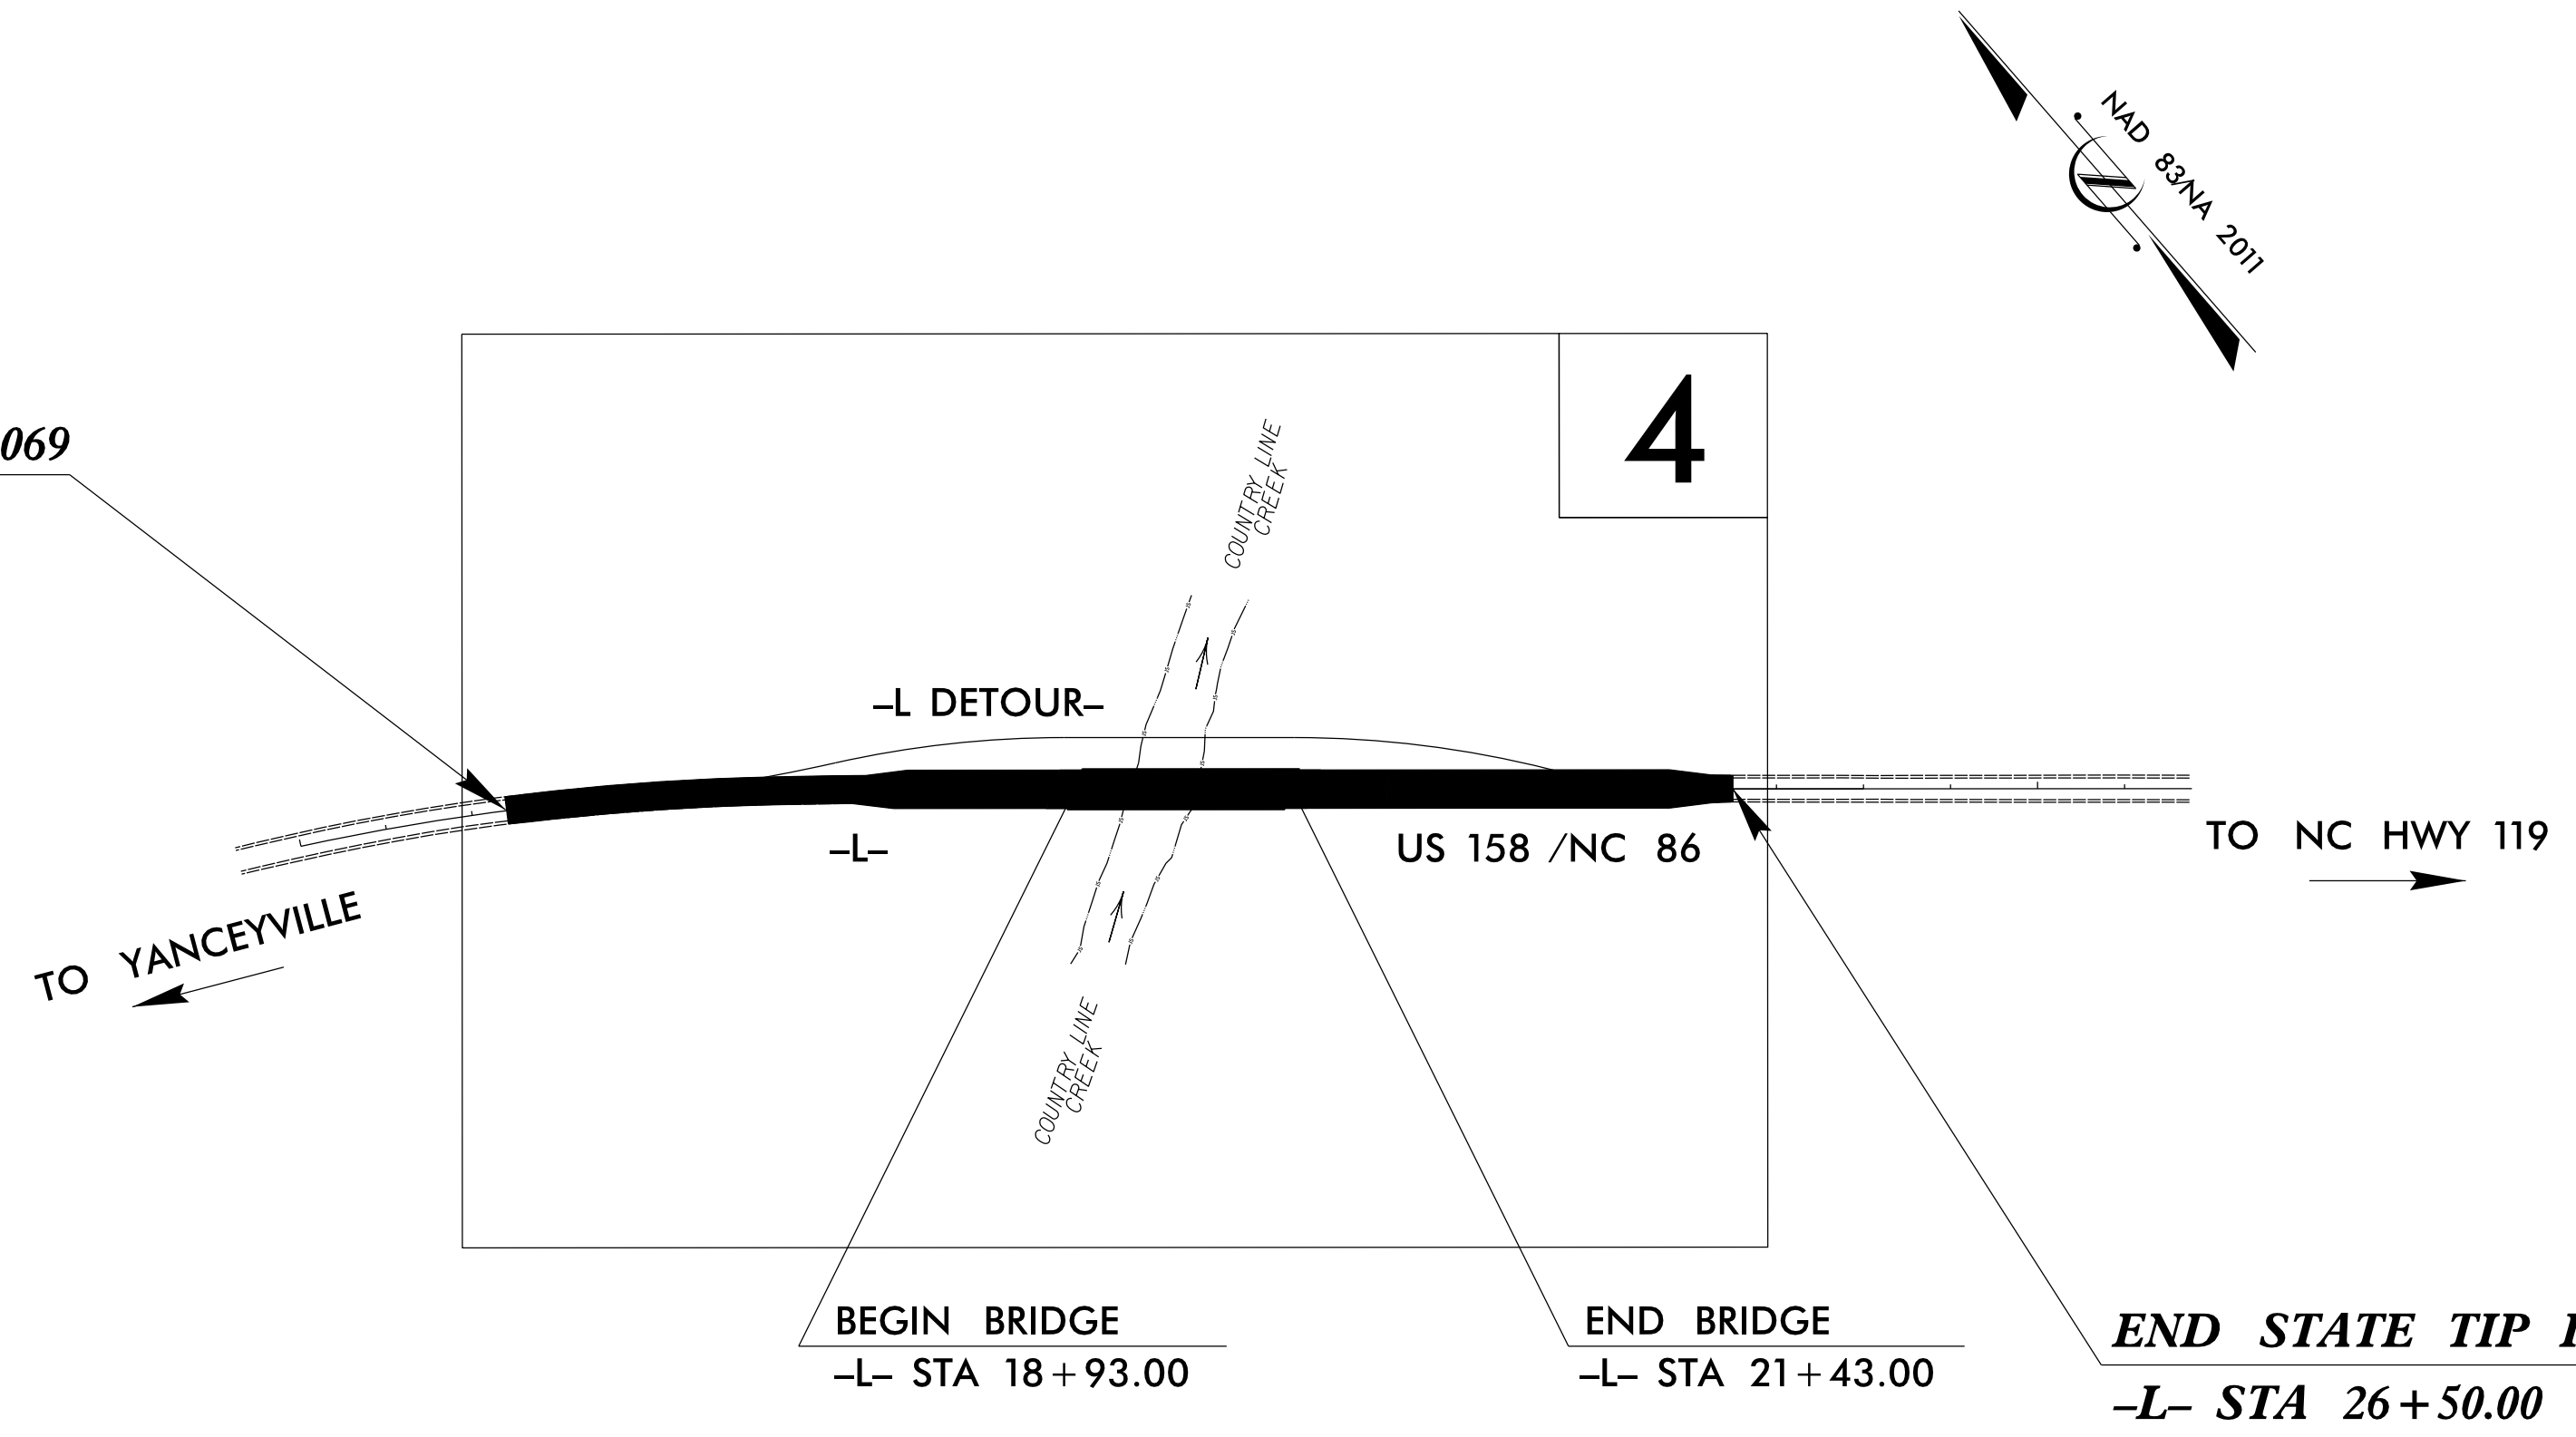 NAD 83/NA 2011
4
069
COUNTRY LINE
CREEK
–L DETOUR–
–L–
US 158 /NC 86
TO NC HWY 119
TO YANCEYVILLE
COUNTRY LINE
CREEK
BEGIN BRIDGE
–L– STA 18+93.00
END BRIDGE
–L– STA 21+43.00
END STATE TIP
–L– STA 26+50.00